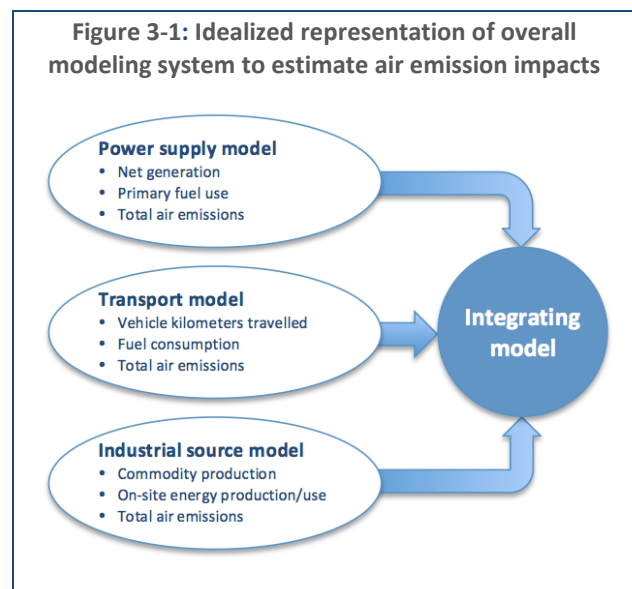 Figure 3-1: Idealized representation of overall
modeling system to estimate air emission impacts
Power supply model
• Net generation
• Primary fuel use
• Total air emissions
Transport model
• Vehicle kilometers travelled
• Fuel consumption
• Total air emissions
Integrating
model
Industrial source model
• Commodity production
• On-site energy production/use
• Total air emissions